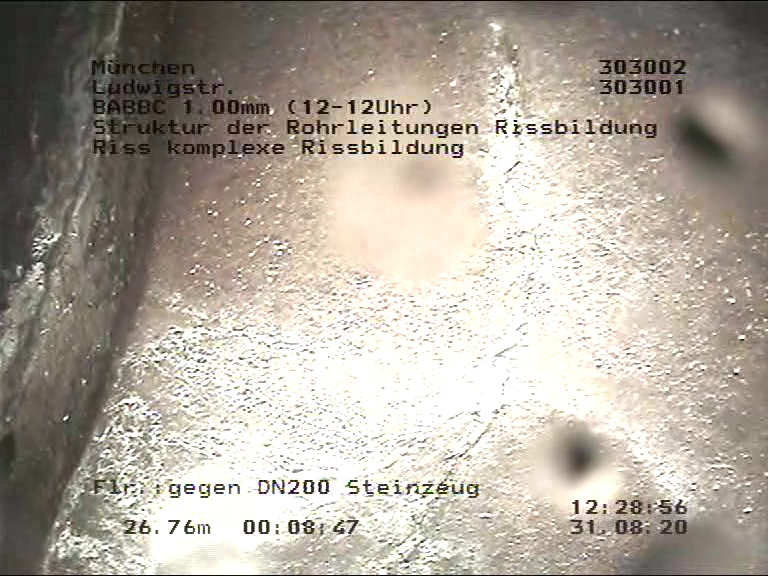 München 303002
Ludwigstr. 303001
BABBC 1.00mm (12-12Uhr)
Struktur der Rohrleitungen Rissbildung
Riss komplexe Rissbildung
Flr.:gegen DN200 Steinzeug
12:28:56
26.76m 00:08:47 31.08.20